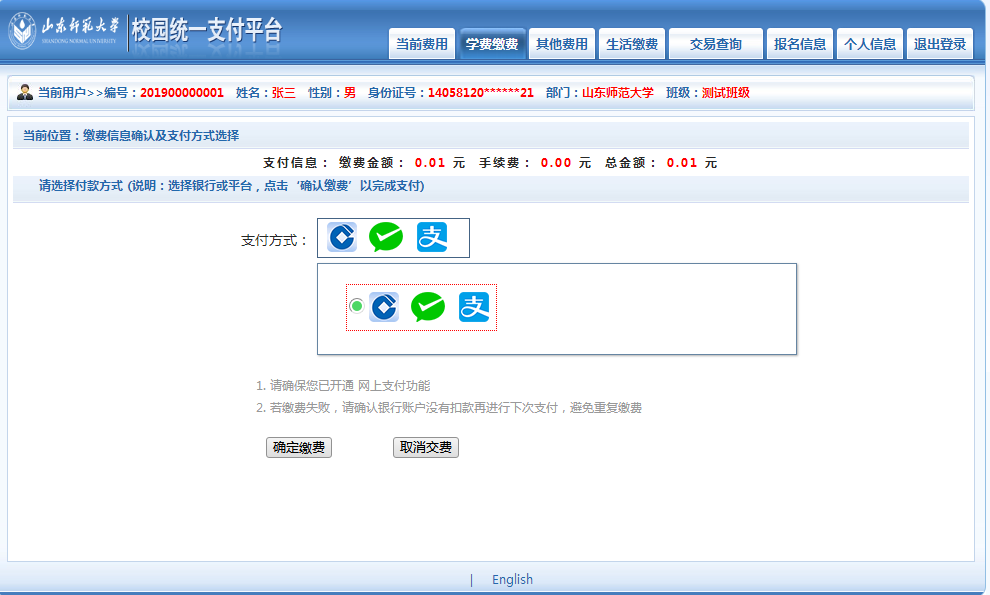 山东师范大学
SHANDONG NORMAL UNIVERSITY
校园统一支付平台
当前费用 学费缴费 其他费用 生活缴费 交易查询 报名信息 个人信息 退出登录
当前用户>>编号：201900000001 姓名：张三 性别：男 身份证号：14058120******21 部门：山东师范大学 班级：测试班级
当前位置：缴费信息确认及支付方式选择
支付信息： 缴费金额： 0.01 元 手续费： 0.00 元 总金额： 0.01 元
请选择付款方式 (说明：选择银行或平台，点击‘确认缴费’以完成支付)
支付方式： 支
支
1. 请确保您已开通 网上支付功能
2. 若缴费失败，请确认银行账户没有扣款再进行下次支付，避免重复缴费
确定缴费 取消交费
| English